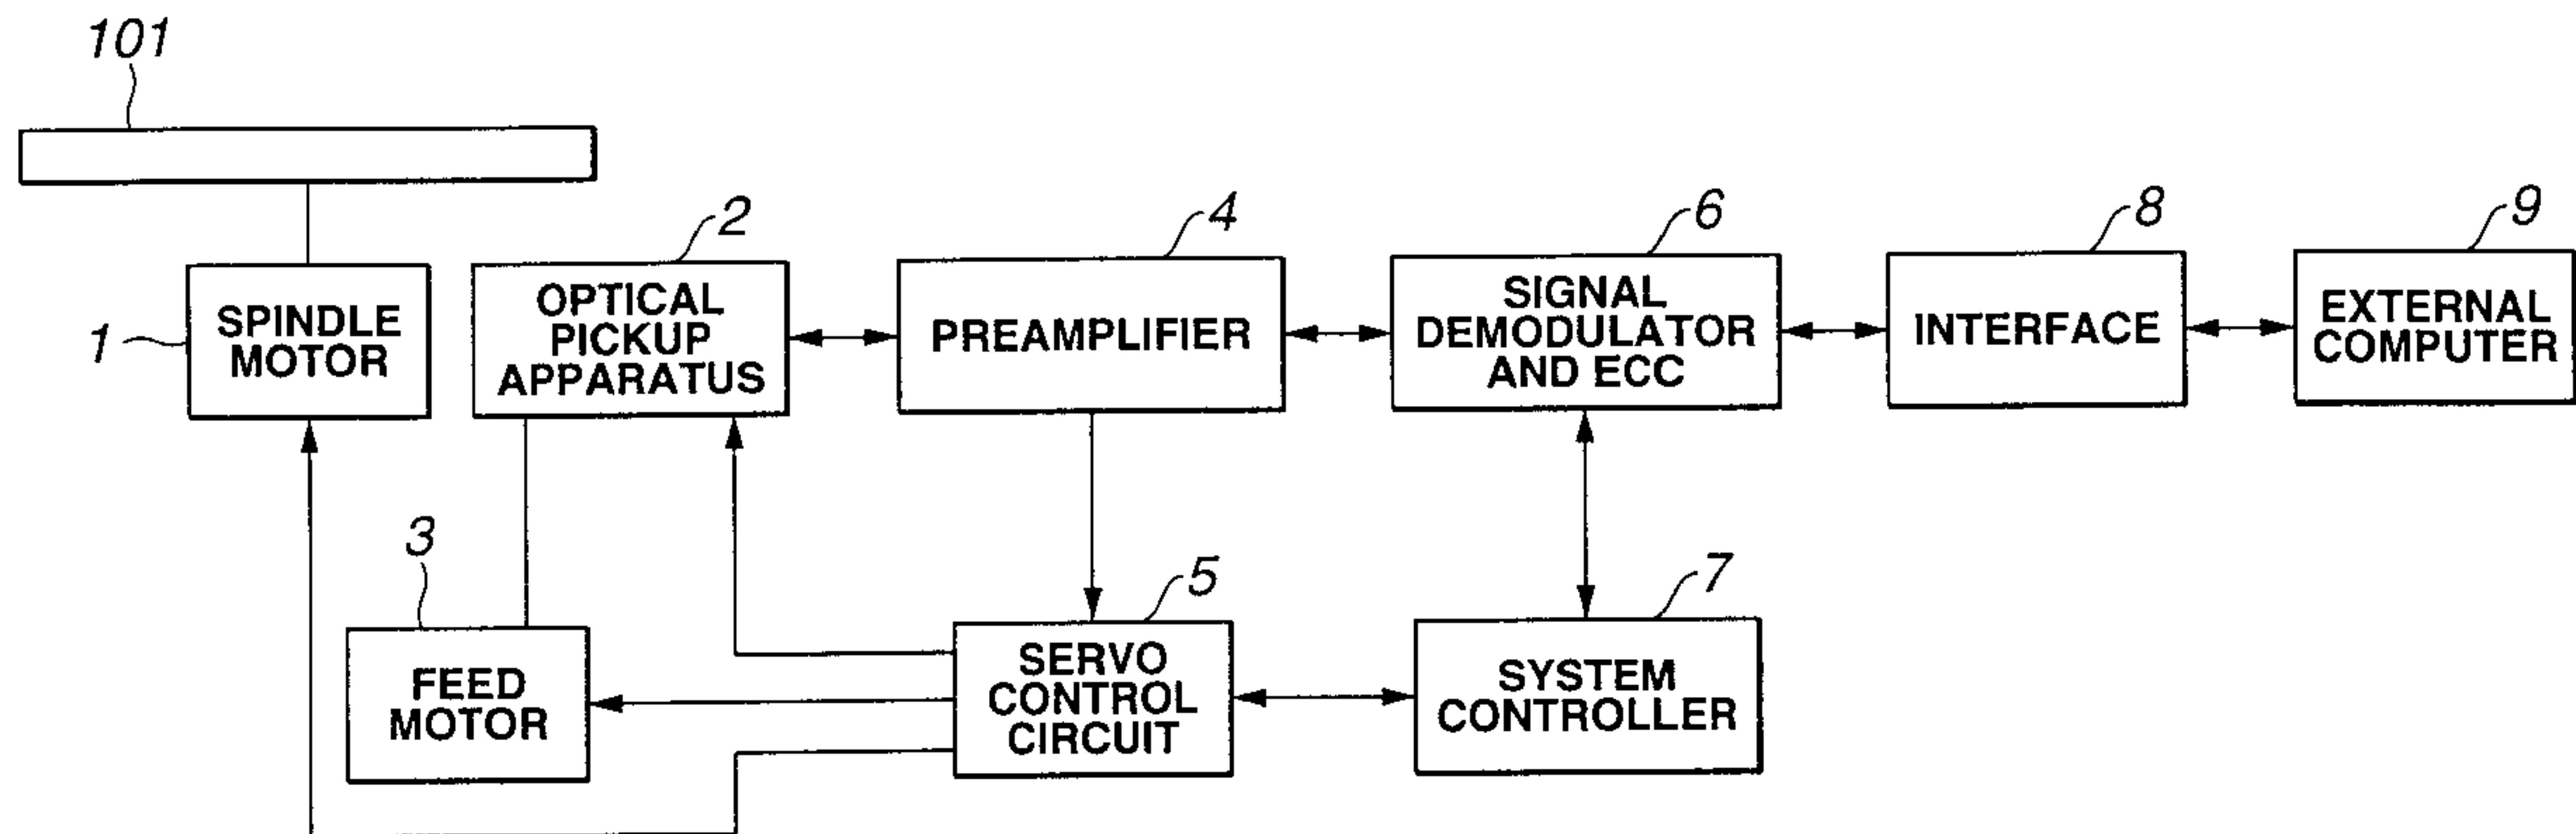 101
1
SPINDLE
MOTOR
2
OPTICAL
PICKUP
APPARATUS
4
PREAMPLIFIER
6
SIGNAL
DEMODULATOR
AND ECC
8
INTERFACE
9
EXTERNAL
COMPUTER
3
FEED
MOTOR
5
SERVO
CONTROL
CIRCUIT
7
SYSTEM
CONTROLLER